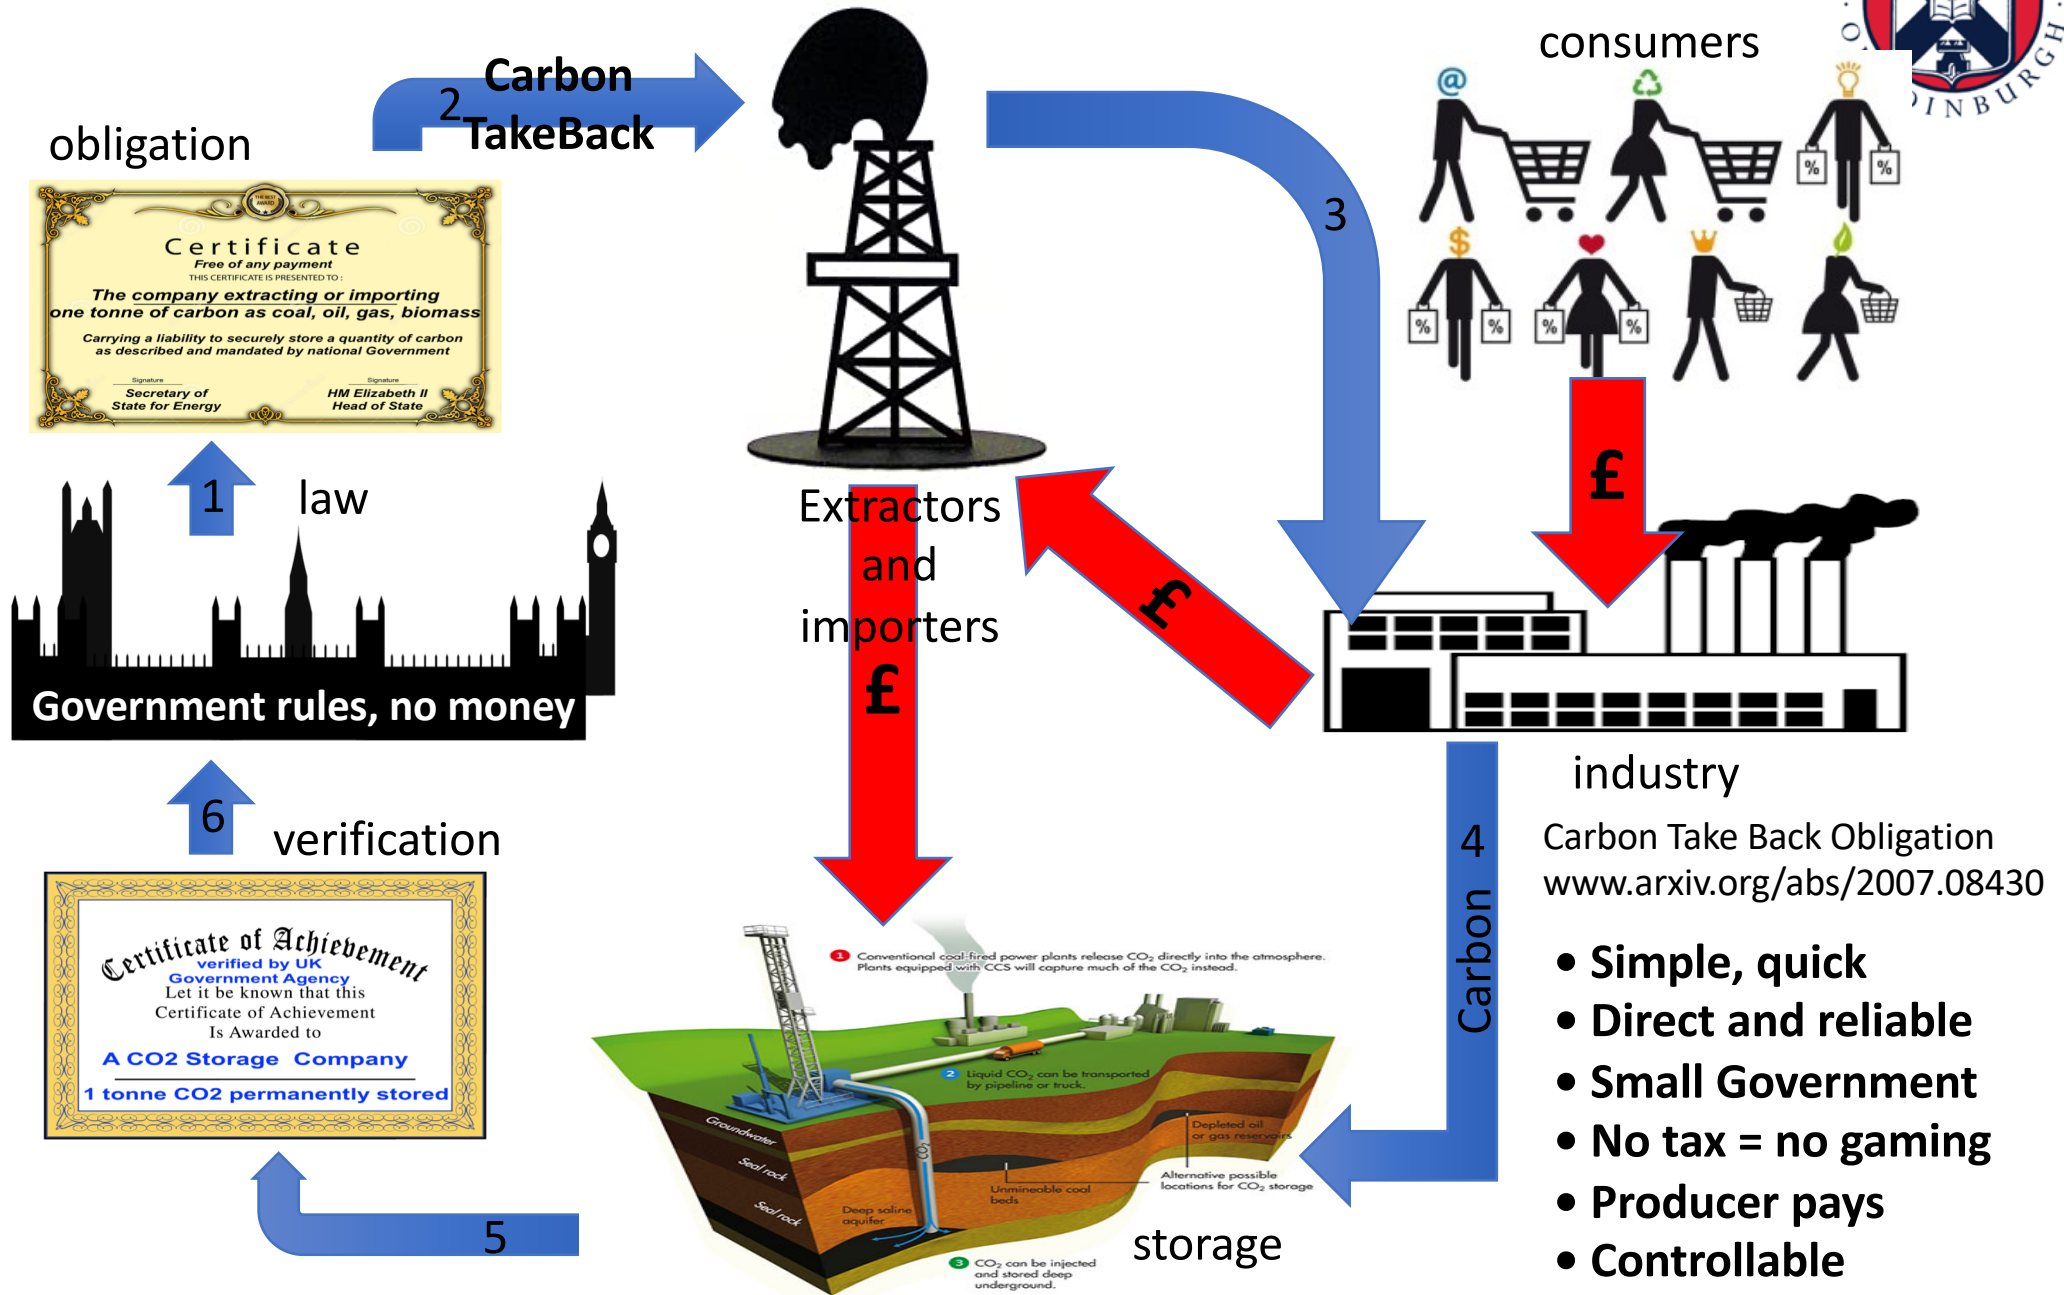 consumers
EDINBURGH
@
%
%
$
%
%
%
%
2
Carbon
TakeBack
3
obligation
THE BEST
AWARD
Certificate
Free of any payment
THIS CERTIFICATE IS PRESENTED TO :
The company extracting or importing
one tonne of carbon as coal, oil, gas, biomass
Carrying a liability to securely store a quantity of carbon
as described and mandated by national Government
Signature
Signature
Secretary of
State for Energy
HM Elizabeth II
Head of State
1
law
Government rules, no money
Extractors
and
importers
£
£
£
industry
6
verification
Certificate of Achievement
verified by UK
Government Agency
Let it be known that this
Certificate of Achievement
Is Awarded to
A CO2 Storage Company
1 tonne CO2 permanently stored
5
4
Carbon
1 Conventional coal-fired power plants release CO₂ directly into the atmosphere.
Plants equipped with CCS will capture much of the CO₂ instead.
2 Liquid CO₂ can be transported
by pipeline or truck.
Groundwater
Seal rock
Seal rock
CO₂
Depleted oil
or gas reservoirs
Unmineable coal
beds
Alternative possible
locations for CO₂ storage
Deep saline
aquifer
3 CO₂ can be injected
and stored deep
underground.
storage
Carbon Take Back Obligation
www.arxiv.org/abs/2007.08430
• Simple, quick
• Direct and reliable
• Small Government
• No tax = no gaming
• Producer pays
• Controllable